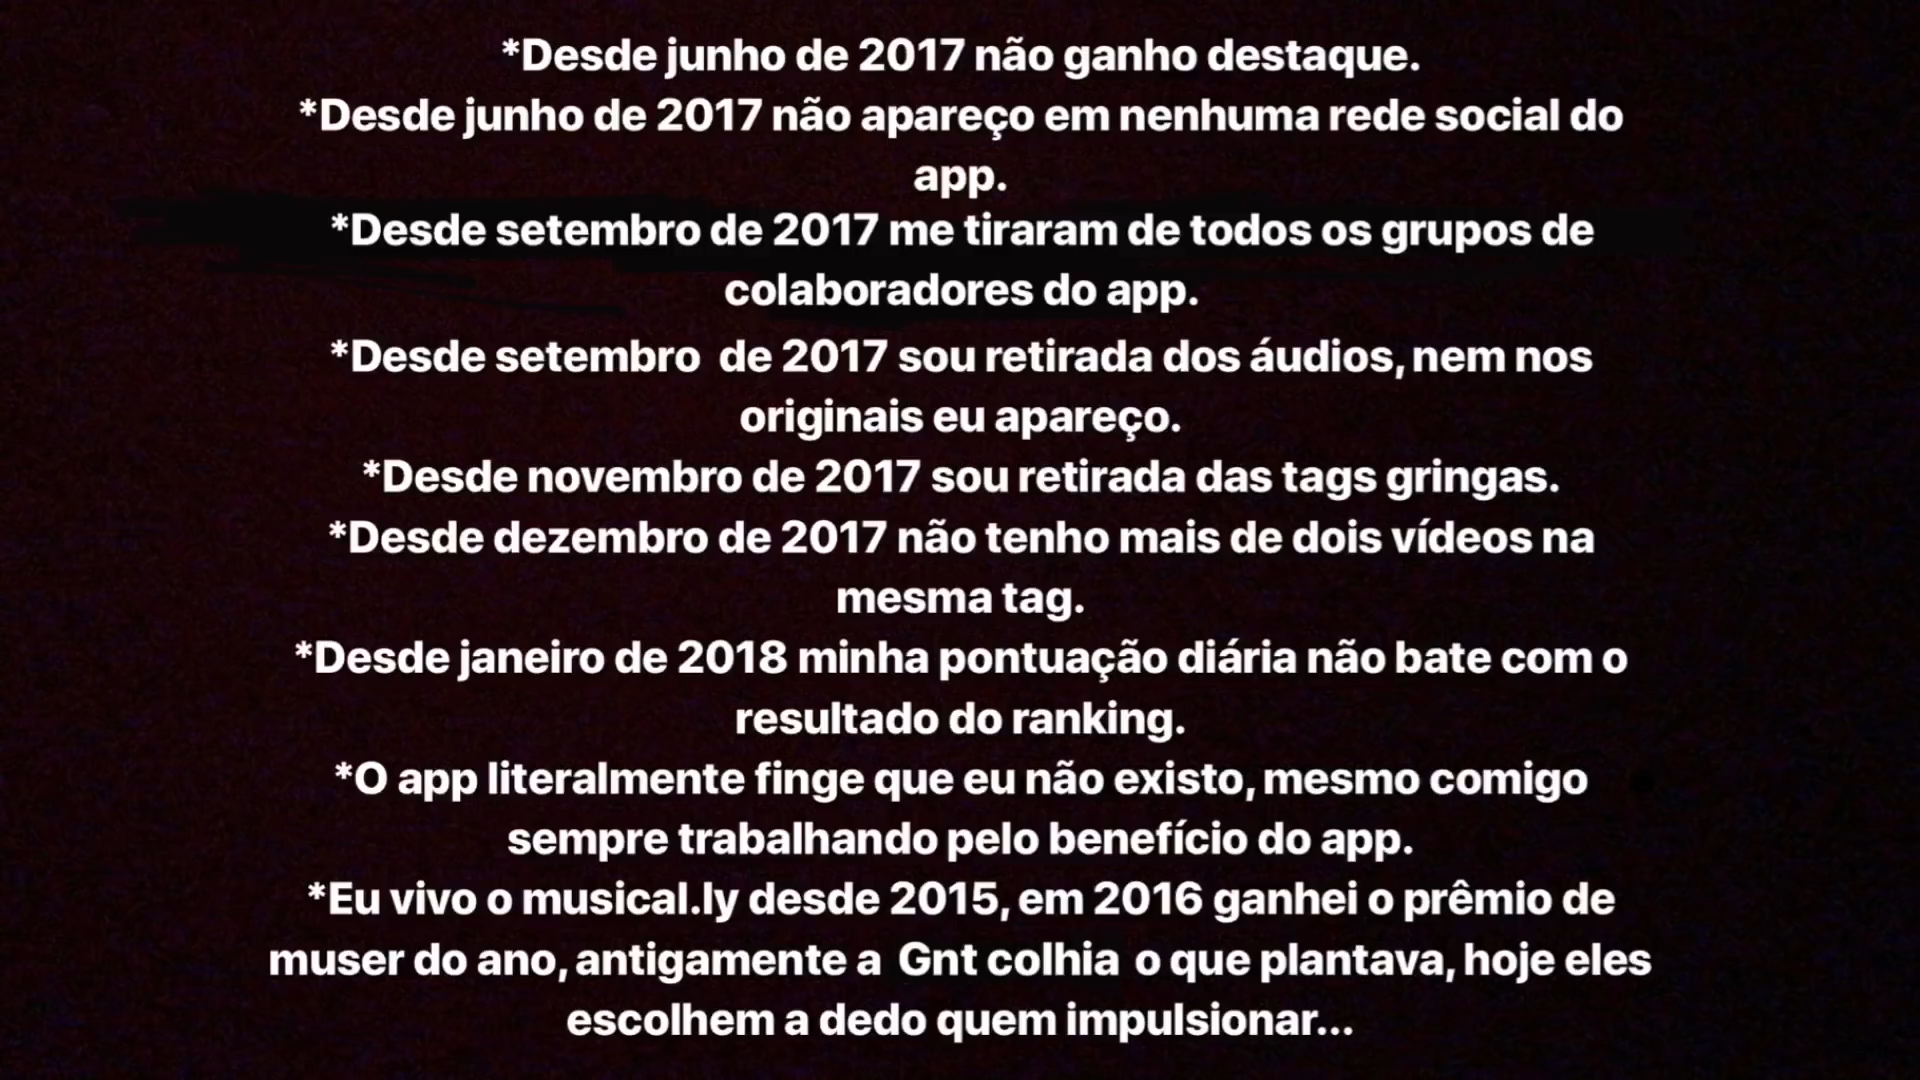 *Desde junho de 2017 não ganho destaque.
*Desde junho de 2017 não apareço em nenhuma rede social do
app.
*Desde setembro de 2017 me tiraram de todos os grupos de
colaboradores do app.
*Desde setembro de 2017 sou retirada dos áudios, nem nos
originais eu apareço.
*Desde novembro de 2017 sou retirada das tags gringas.
*Desde dezembro de 2017 não tenho mais de dois vídeos na
mesma tag.
*Desde janeiro de 2018 minha pontuação diária não bate com o
resultado do ranking.
*O app literalmente finge que eu não existo, mesmo comigo
sempre trabalhando pelo benefício do app.
*Eu vivo o musical.ly desde 2015, em 2016 ganhei o prêmio de
muser do ano, antigamente a Gnt colhia o que plantava, hoje eles
escolhem a dedo quem impulsionar...